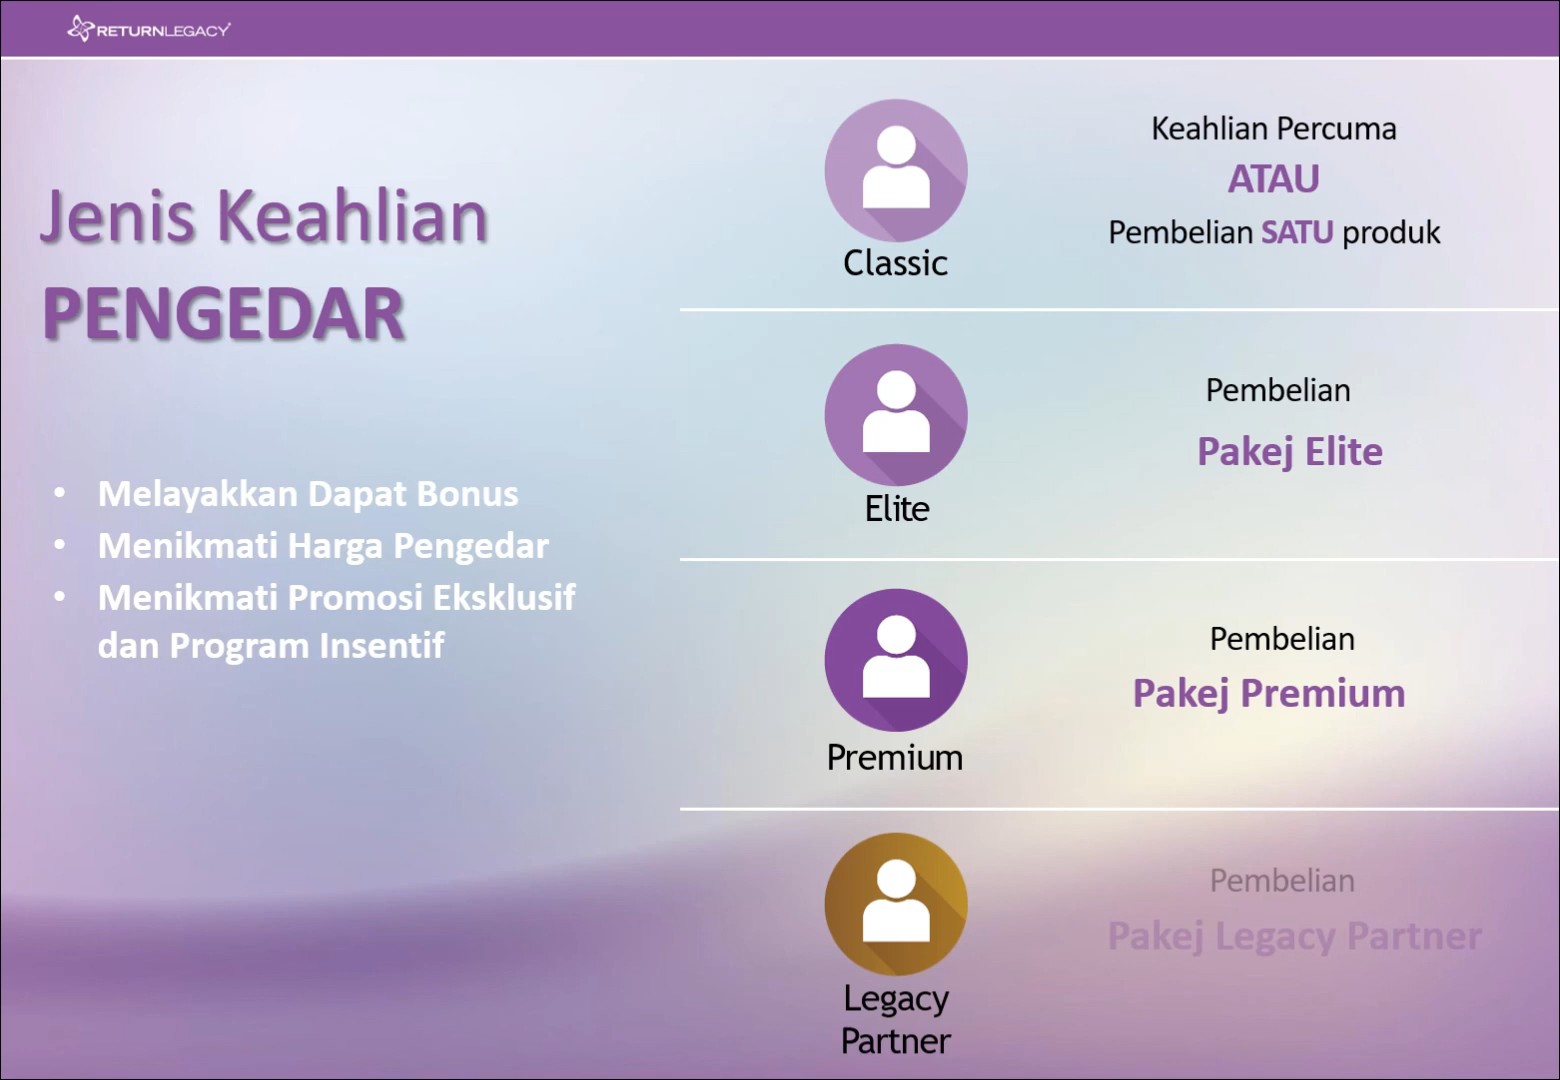 RETURNLEGACY
Jenis Keahlian
PENGEDAR
• Melayakkan Dapat Bonus
• Menikmati Harga Pengedar
• Menikmati Promosi Eksklusif
dan Program Insentif
Classic
Keahlian Percuma
ATAU
Pembelian SATU produk
Elite
Pembelian
Pakej Elite
Premium
Pembelian
Pakej Premium
Legacy
Partner
Pembelian
Pakej Legacy Partner